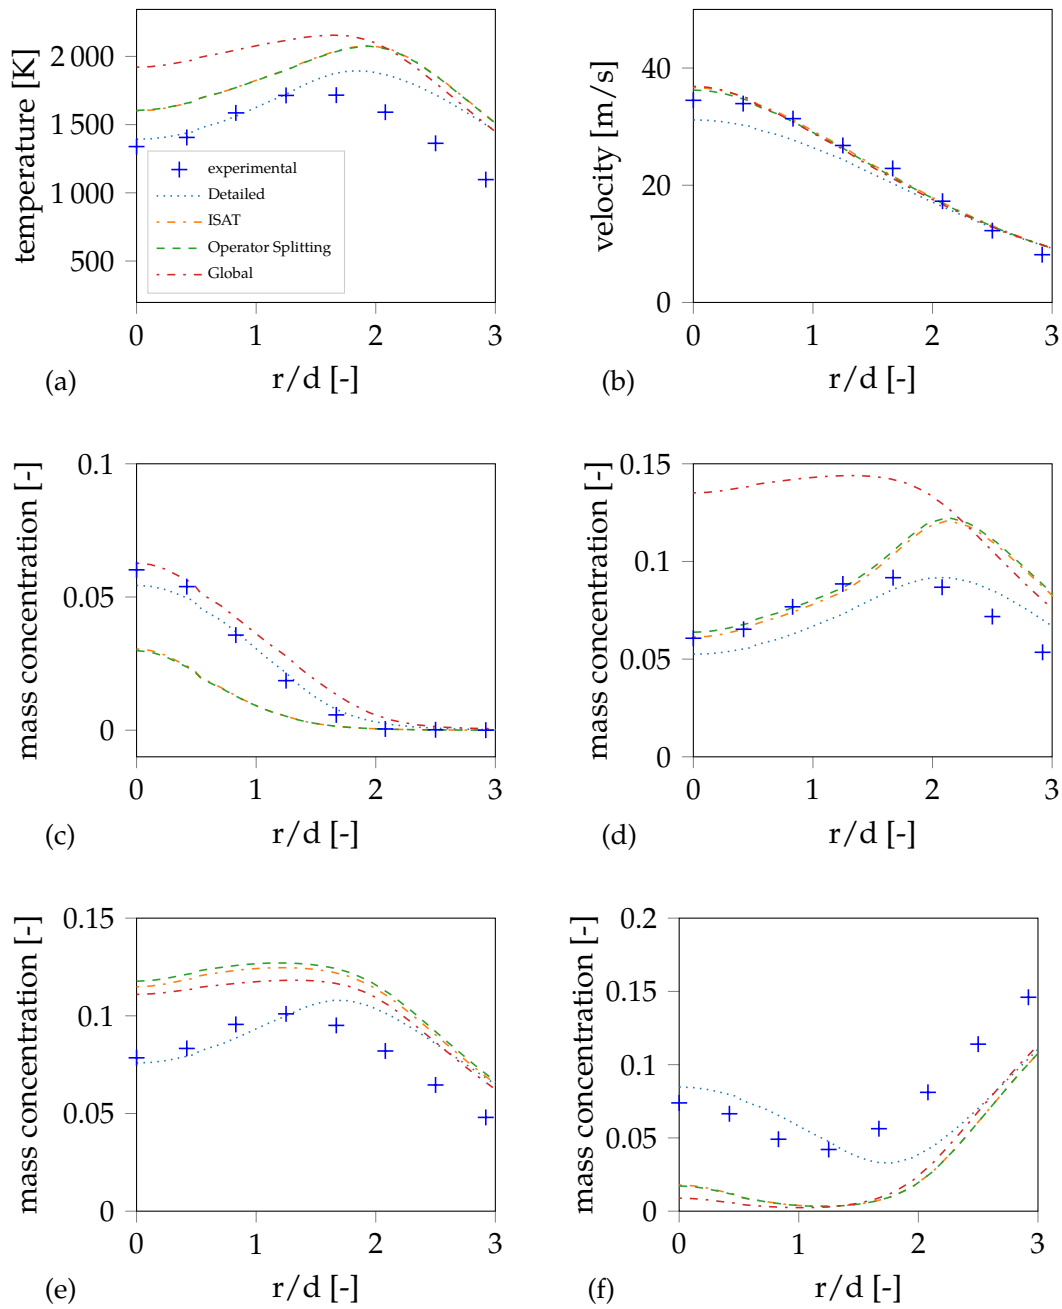 temperature [K]
2 000
1 500
1 000
500
experimental
Detailed
ISAT
Operator Splitting
Global
0 1 2 3
(a) r/d [-]
velocity [m/s]
40
20
0
0 1 2 3
(b) r/d [-]
mass concentration [-]
0.1
0.05
0
0 1 2 3
(c) r/d [-]
mass concentration [-]
0.15
0.1
0.05
0
0 1 2 3
(d) r/d [-]
mass concentration [-]
0.15
0.1
0.05
0
0 1 2 3
(e) r/d [-]
mass concentration [-]
0.2
0.15
0.1
0.05
0
0 1 2 3
(f) r/d [-]